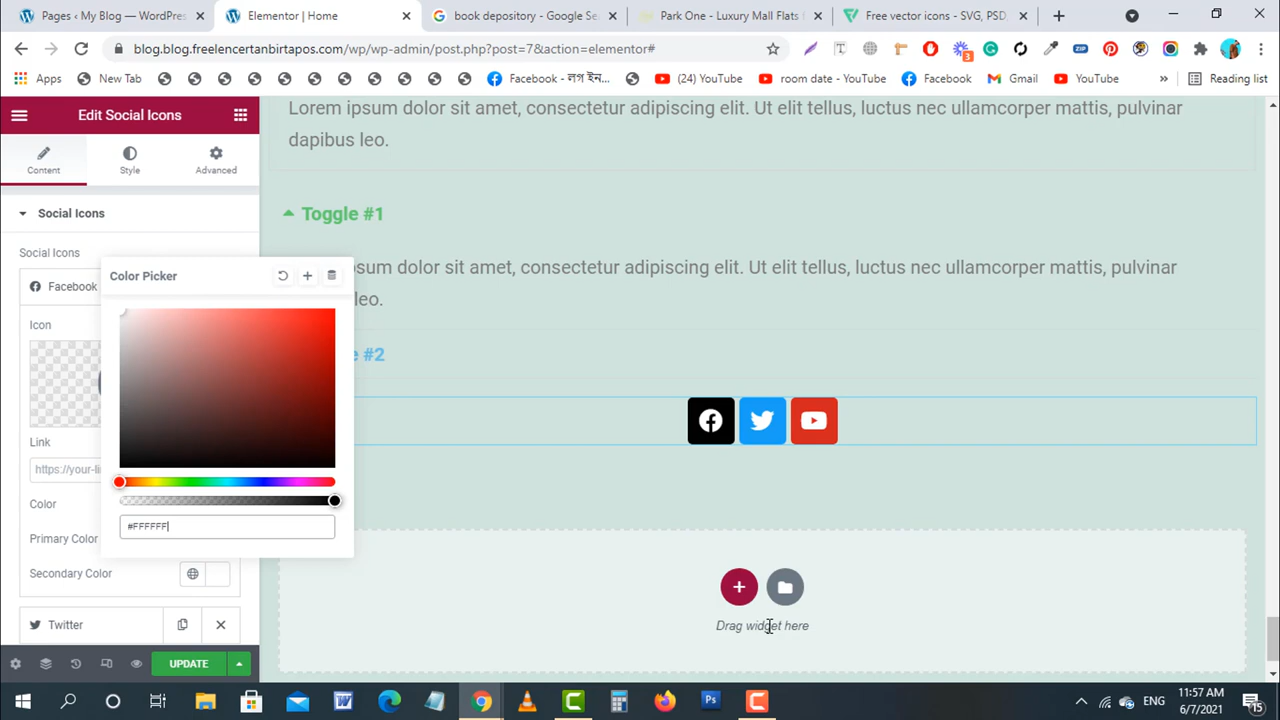 Pages ‹ My Blog — WordPres
Elementor | Home
book depository - Google Se
Park One - Luxury Mall Flats f
Free vector icons - SVG, PSD
blog.blog.freelencertanbirtapos.com/wp/wp-admin/post.php?post=7&action=elementor#
3
ZIP
Apps
New Tab
Facebook - লগ ইন...
(24) YouTube
room date - YouTube
Facebook
Gmail
YouTube
»
Reading list
Edit Social Icons
Content
Style
Advanced
Lorem ipsum dolor sit amet, consectetur adipiscing elit. Ut elit tellus, luctus nec ullamcorper mattis, pulvinar
dapibus leo.
Social Icons
Toggle #1
Social Icons
Color Picker
psum dolor sit amet, consectetur adipiscing elit. Ut elit tellus, luctus nec ullamcorper mattis, pulvinar
Facebook
leo.
Icon
e #2
Link
https://your-li
Color
#FFFFFF
Primary Color
Secondary Color
Twitter
Drag widget here
UPDATE
ENG
11:57 AM
6/7/2021
15